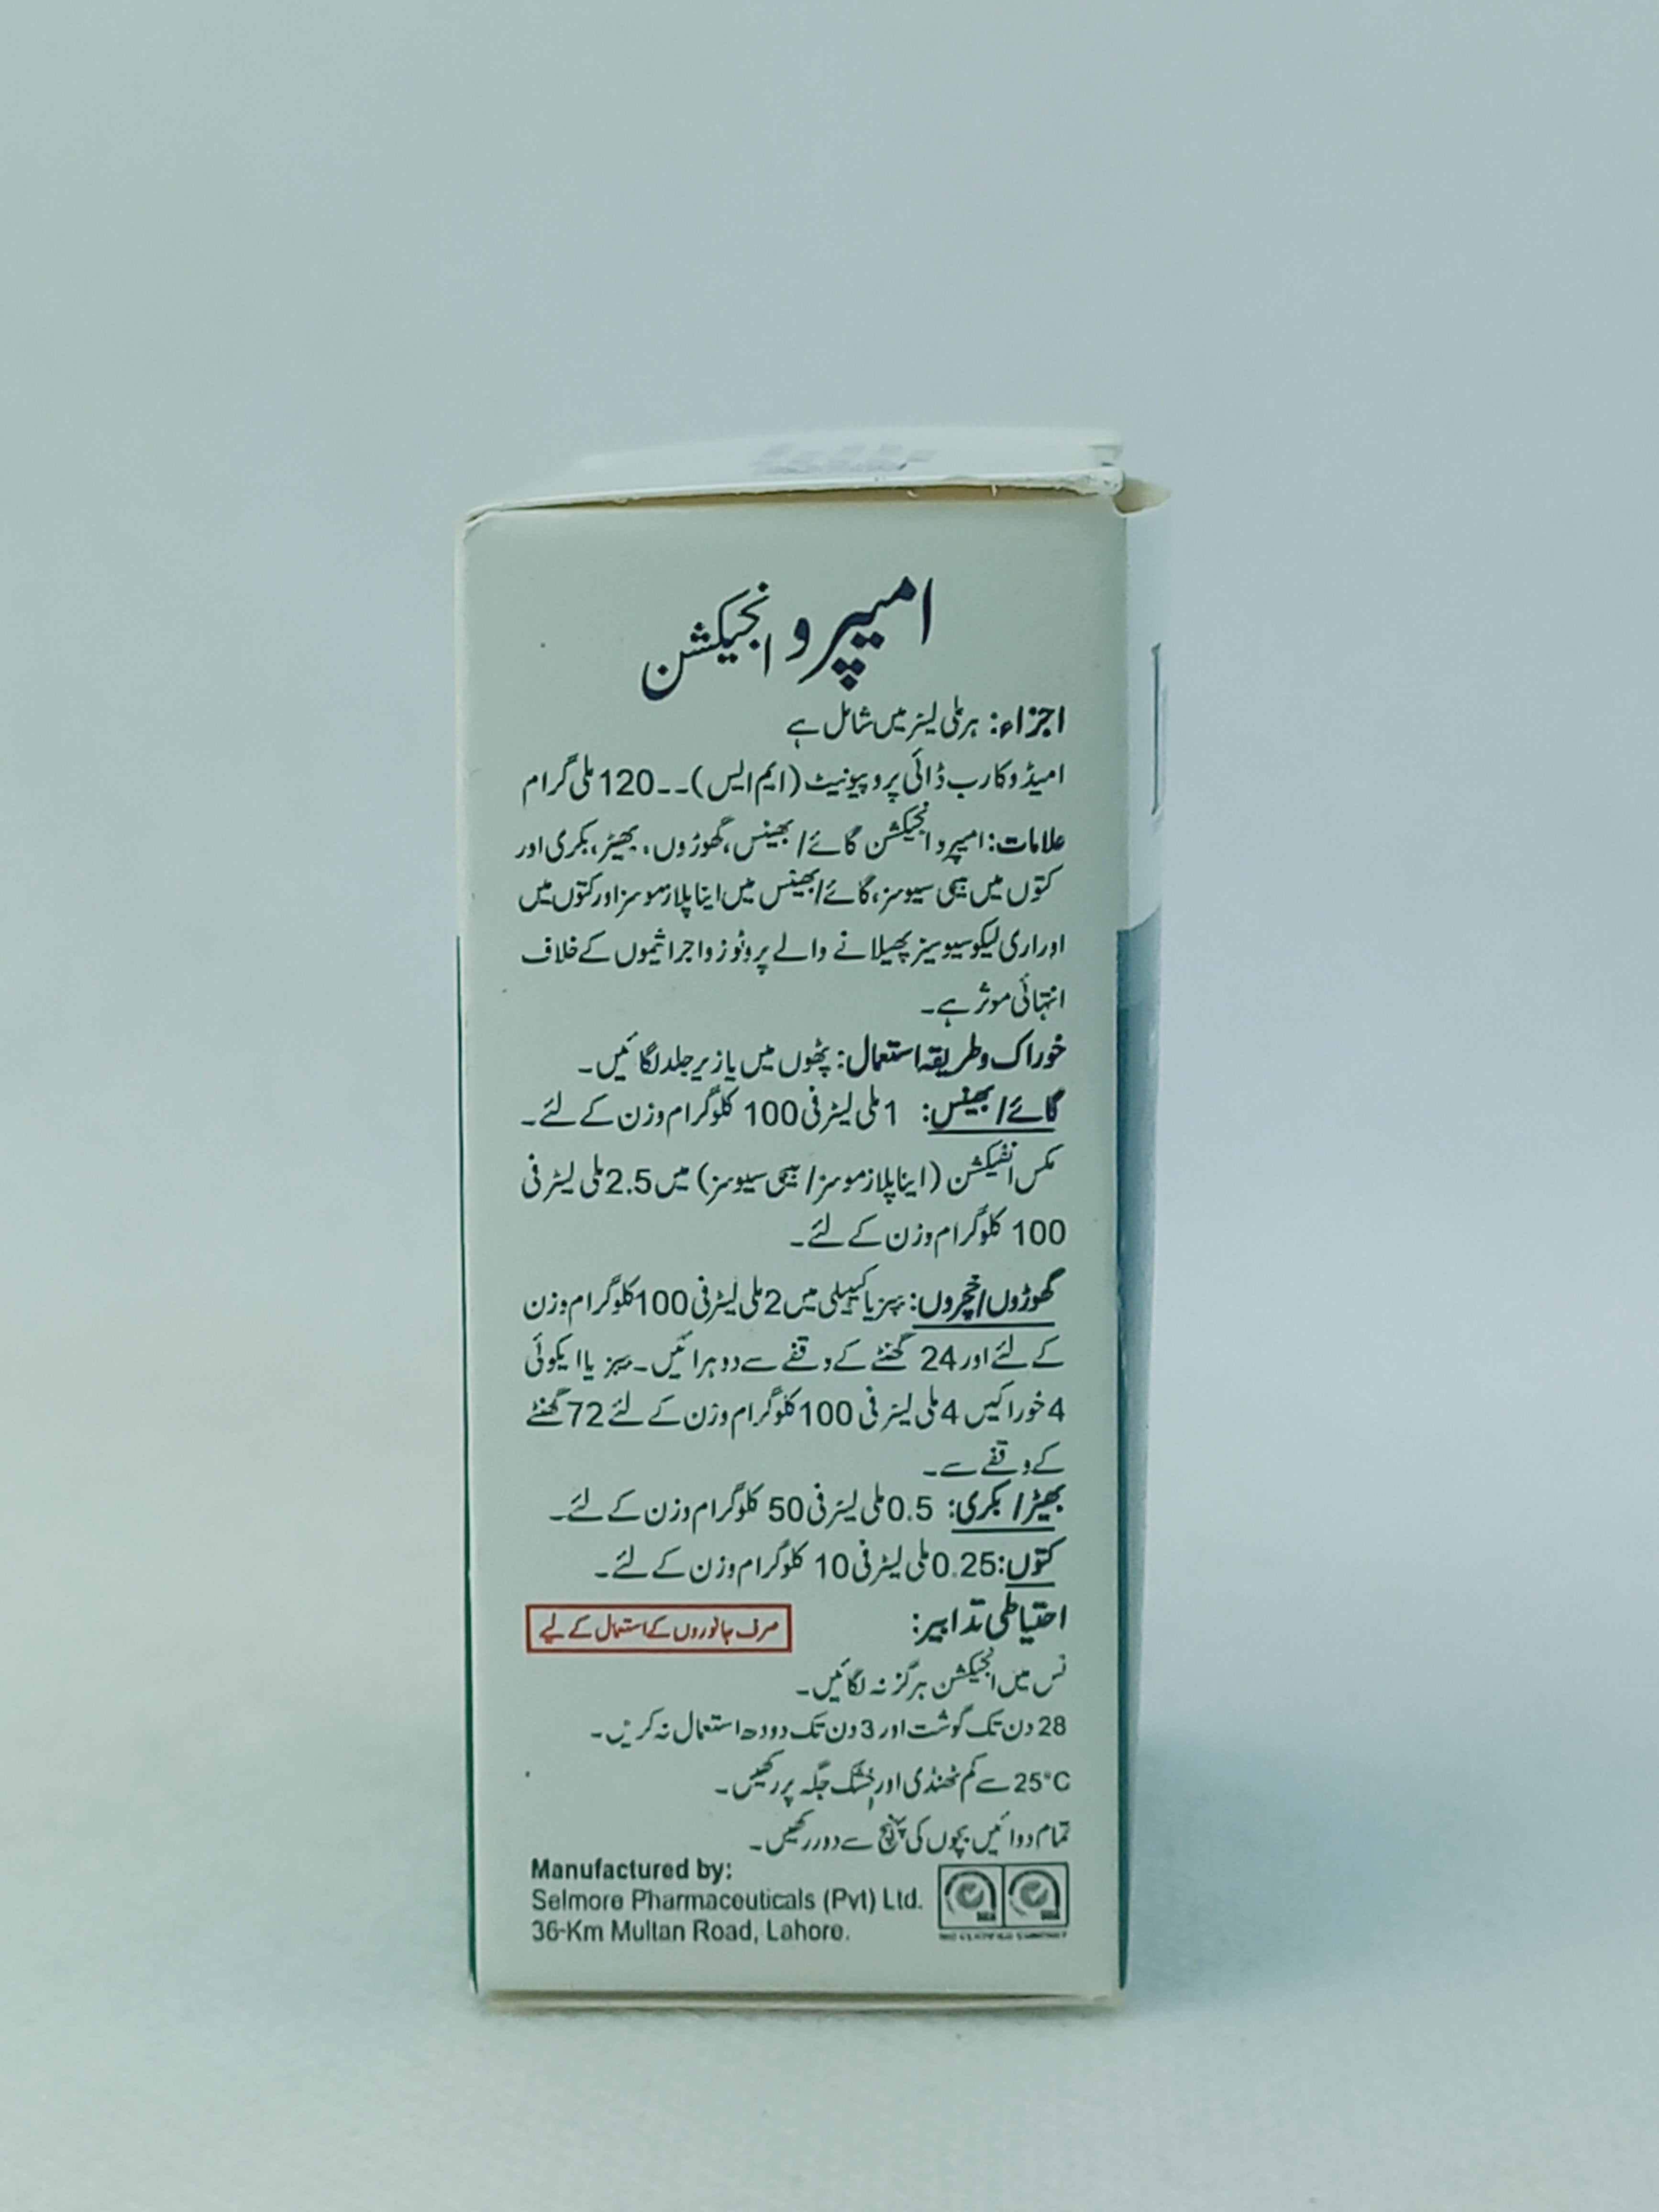 امیپرو انجیکشن
اجزاء: ہر ملی لیٹر میں شامل ہے
امیڈوکارب ڈائی پروپیونیٹ (ایم ایس)۔۔120 ملی گرام
علامات: امیپرو انجیکشن گائے/ بھینس، گھوڑوں، بھیڑ، بکری اور
کتوں میں بیبی سیوسز، گائے/بھینس میں اینا پلازموسز اور کتوں میں
اوراری لیکوسیوسیز پھیلانے والے پروٹوزوا جراثیموں کے خلاف
انتہائی موثر ہے۔
خوراک و طریقہ استعمال: پٹھوں میں یا زیر جلد لگائیں۔
گائے/ بھینس: 1 ملی لیٹر فی 100 کلوگرام وزن کے لئے۔
مکس انفیکشن (اینا پلازموسز/ بیبی سیوسز) میں 2.5 ملی لیٹر فی
100 کلوگرام وزن کے لئے۔
گھوڑوں/خچروں: میں 2 ملی لیٹر فی 100 کلوگرام وزن
کے لئے اور 24 گھنٹے کے وقفے سے دوہرائیں۔ یا ایکوئی
4 خوراکیں 4 ملی لیٹر فی 100 کلوگرام وزن کے لئے 72 گھنٹے
کے وقفے سے۔
بھیڑ/ بکری: 0.5 ملی لیٹر فی 50 کلوگرام وزن کے لئے۔
کتوں: 0.25 ملی لیٹر فی 10 کلوگرام وزن کے لئے۔
احتیاطی تدابیر: صرف جانوروں کے استعمال کے لیے
نس میں انجیکشن ہرگز نہ لگائیں۔
28 دن تک گوشت اور 3 دن تک دودھ استعمال نہ کریں۔
25°C سے کم ٹھنڈی اور خشک جگہ پر رکھیں۔
تمام دوائیں بچوں کی پہنچ سے دور رکھیں۔
Manufactured by:
Selmore Pharmaceuticals (Pvt) Ltd.
36-Km Multan Road, Lahore.